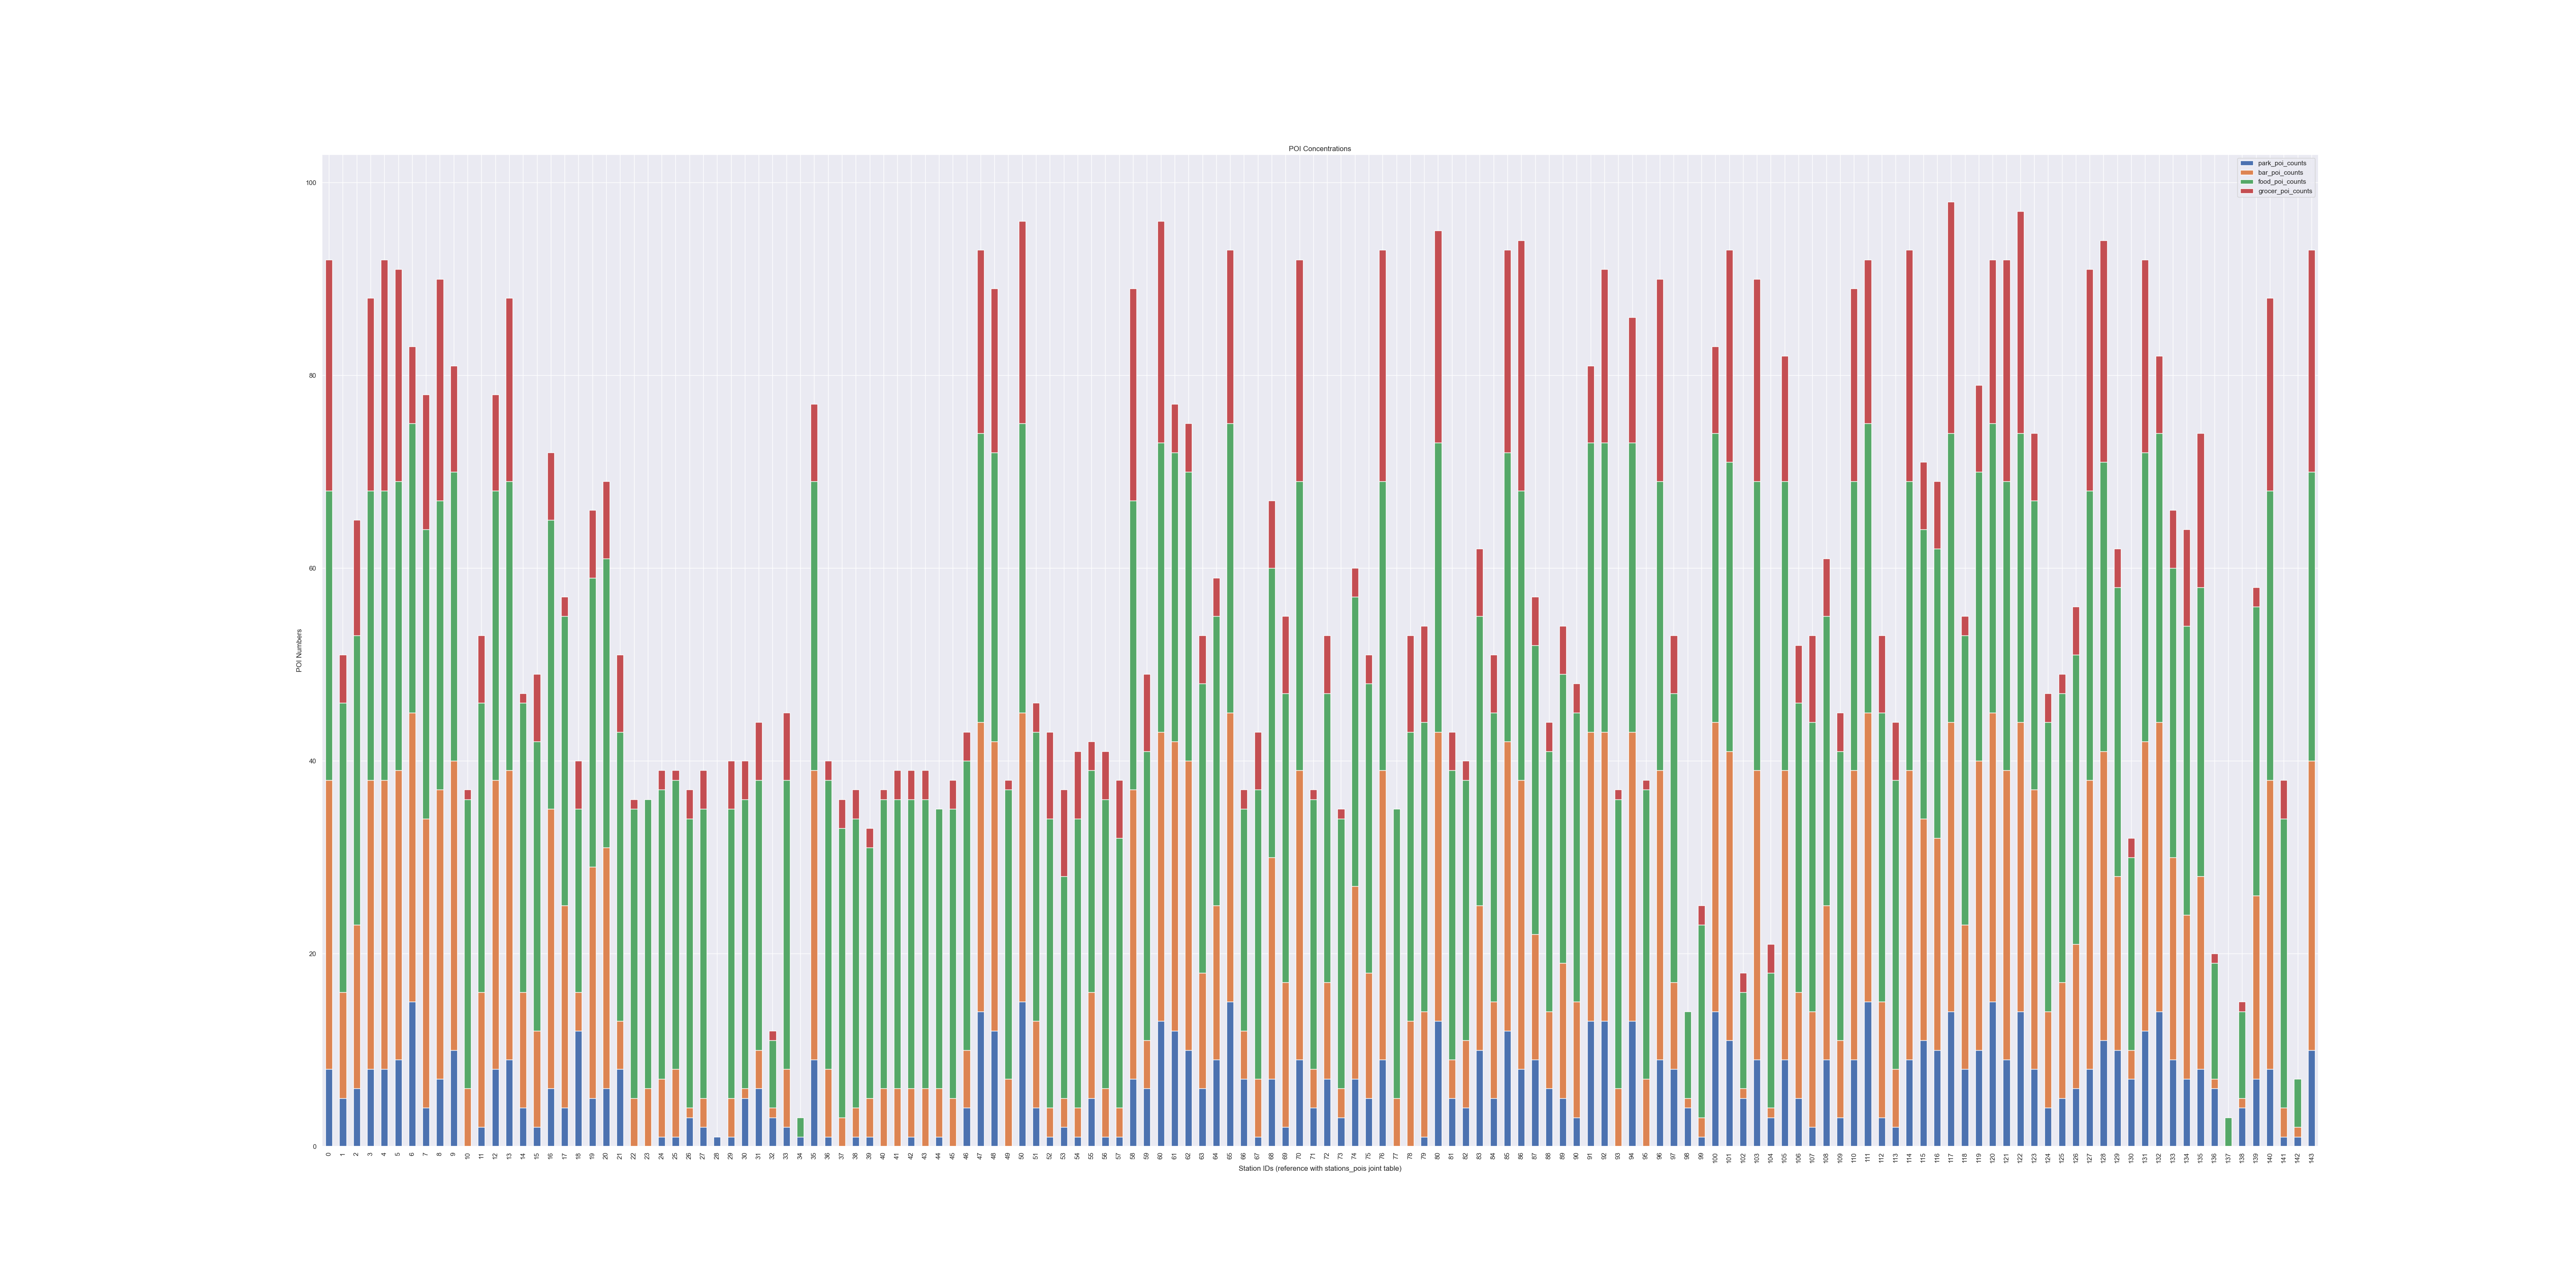 POI Concentrations
park_poi_counts
bar_poi_counts
food_poi_counts
grocer_poi_counts
100
80
60
40
20
0
POI Numbers
0 1 2 3 4 5 6 7 8 9 10 11 12 13 14 15 16 17 18 19 20 21 22 23 24 25 26 27 28 29 30 31 32 33 34 35 36 37 38 39 40 41 42 43 44 45 46 47 48 49 50 51 52 53 54 55 56 57 58 59 60 61 62 63 64 65 66 67 68 69 70 71 72 73 74 75 76 77 78 79 80 81 82 83 84 85 86 87 88 89 90 91 92 93 94 95 96 97 98 99 100 101 102 103 104 105 106 107 108 109 110 111 112 113 114 115 116 117 118 119 120 121 122 123 124 125 126 127 128 129 130 131 132 133 134 135 136 137 138 139 140 141 142 143
Station IDs (reference with stations_pois joint table)